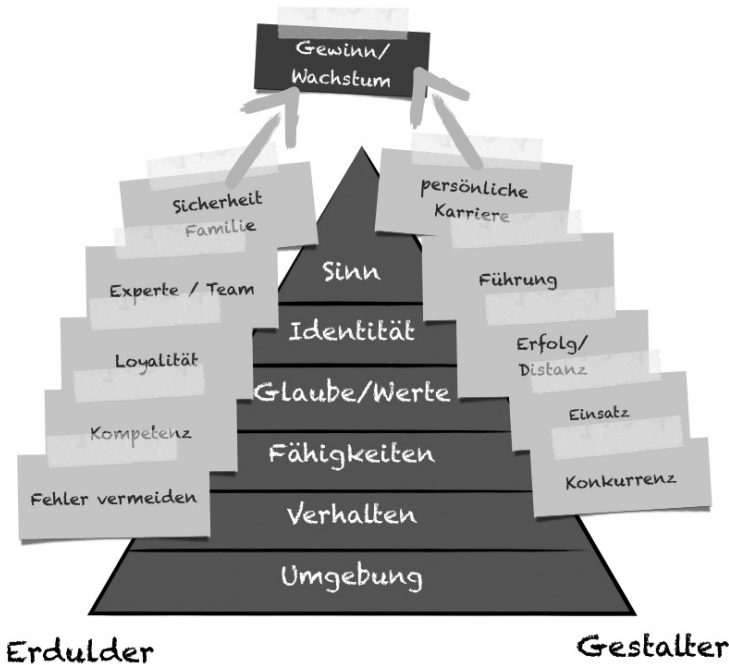 Gewinn/
Wachstum
Sicherheit
Familie
persönliche
Karriere
Sinn
Experte / Team
Führung
Identität
Loyalität
Erfolg/
Distanz
Glaube/Werte
Kompetenz
Einsatz
Fähigkeiten
Fehler vermeiden
Konkurrenz
Verhalten
Umgebung
Erdulder
Gestalter